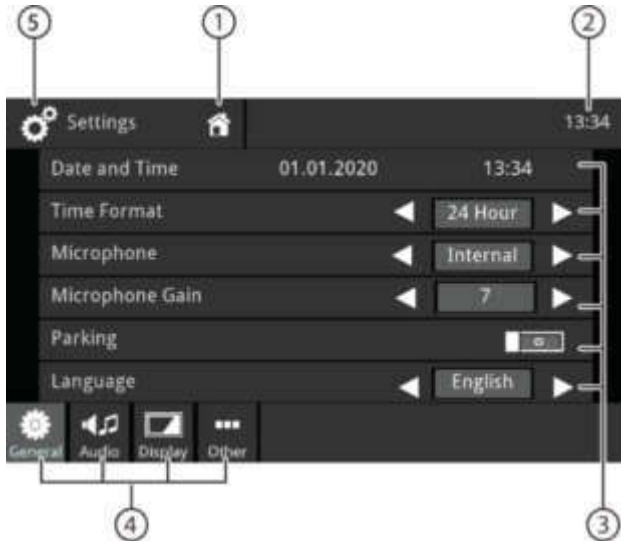 5 1 2
Settings 13:34
Date and Time 01.01.2020 13:34
Time Format 24 Hour
Microphone Internal
Microphone Gain 7
Parking
Language English
General Audio Display Other
4 3